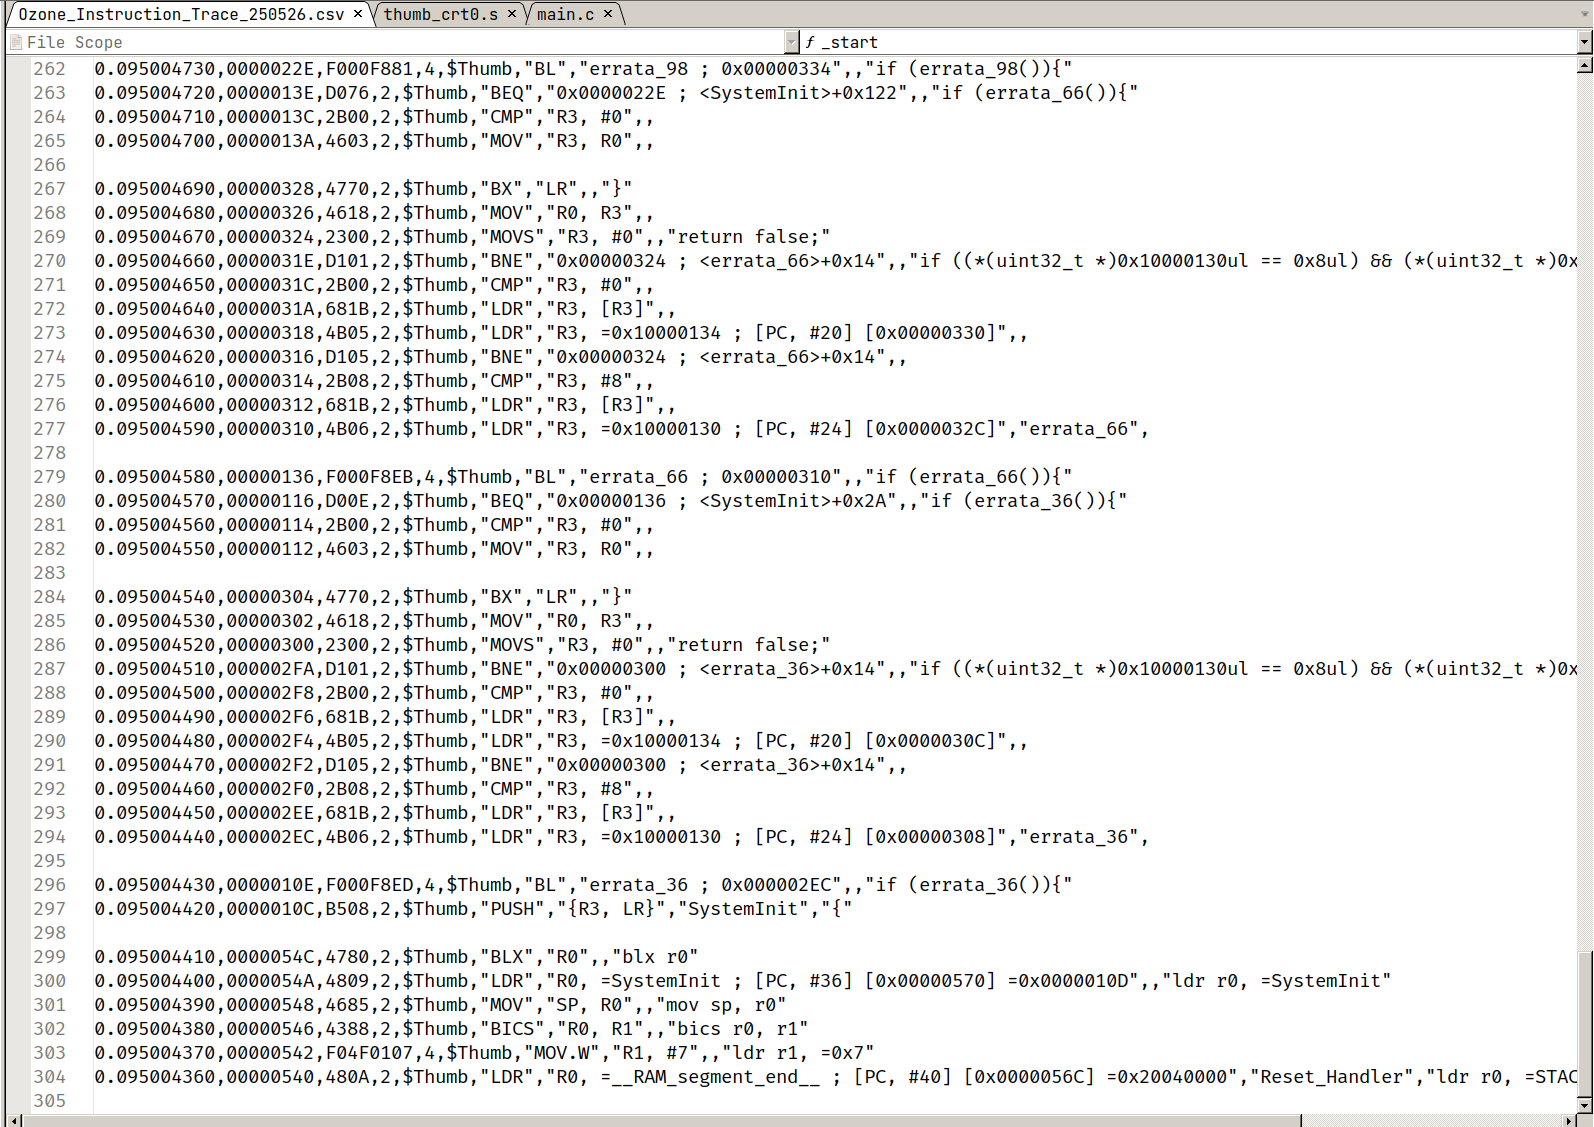 Ozone_Instruction_Trace_250526.csv × thumb_crt0.s × main.c ×
File Scope f _start
262 0.095004730,0000022E,F000F881,4,$Thumb,"BL","errata_98 ; 0x00000334",,"if (errata_98()){"
263 0.095004720,0000013E,D076,2,$Thumb,"BEQ","0x0000022E ; <SystemInit>+0x122",,"if (errata_66()){"
264 0.095004710,0000013C,2B00,2,$Thumb,"CMP","R3, #0",,
265 0.095004700,0000013A,4603,2,$Thumb,"MOV","R3, R0",,
266
267 0.095004690,00000328,4770,2,$Thumb,"BX","LR",,"}"
268 0.095004680,00000326,4618,2,$Thumb,"MOV","R0, R3",,
269 0.095004670,00000324,2300,2,$Thumb,"MOVS","R3, #0",,"return false;"
270 0.095004660,0000031E,D101,2,$Thumb,"BNE","0x00000324 ; <errata_66>+0x14",,"if ((*(uint32_t *)0x10000130ul == 0x8ul) && (*(uint32_t *)0x
271 0.095004650,0000031C,2B00,2,$Thumb,"CMP","R3, #0",,
272 0.095004640,0000031A,681B,2,$Thumb,"LDR","R3, [R3]",,
273 0.095004630,00000318,4B05,2,$Thumb,"LDR","R3, =0x10000134 ; [PC, #20] [0x00000330]",,
274 0.095004620,00000316,D105,2,$Thumb,"BNE","0x00000324 ; <errata_66>+0x14",,
275 0.095004610,00000314,2B08,2,$Thumb,"CMP","R3, #8",,
276 0.095004600,00000312,681B,2,$Thumb,"LDR","R3, [R3]",,
277 0.095004590,00000310,4B06,2,$Thumb,"LDR","R3, =0x10000130 ; [PC, #24] [0x0000032C]","errata_66",
278
279 0.095004580,00000136,F000F8EB,4,$Thumb,"BL","errata_66 ; 0x00000310",,"if (errata_66()){"
280 0.095004570,00000116,D00E,2,$Thumb,"BEQ","0x00000136 ; <SystemInit>+0x2A",,"if (errata_36()){"
281 0.095004560,00000114,2B00,2,$Thumb,"CMP","R3, #0",,
282 0.095004550,00000112,4603,2,$Thumb,"MOV","R3, R0",,
283
284 0.095004540,00000304,4770,2,$Thumb,"BX","LR",,"}"
285 0.095004530,00000302,4618,2,$Thumb,"MOV","R0, R3",,
286 0.095004520,00000300,2300,2,$Thumb,"MOVS","R3, #0",,"return false;"
287 0.095004510,000002FA,D101,2,$Thumb,"BNE","0x00000300 ; <errata_36>+0x14",,"if ((*(uint32_t *)0x10000130ul == 0x8ul) && (*(uint32_t *)0x
288 0.095004500,000002F8,2B00,2,$Thumb,"CMP","R3, #0",,
289 0.095004490,000002F6,681B,2,$Thumb,"LDR","R3, [R3]",,
290 0.095004480,000002F4,4B05,2,$Thumb,"LDR","R3, =0x10000134 ; [PC, #20] [0x0000030C]",,
291 0.095004470,000002F2,D105,2,$Thumb,"BNE","0x00000300 ; <errata_36>+0x14",,
292 0.095004460,000002F0,2B08,2,$Thumb,"CMP","R3, #8",,
293 0.095004450,000002EE,681B,2,$Thumb,"LDR","R3, [R3]",,
294 0.095004440,000002EC,4B06,2,$Thumb,"LDR","R3, =0x10000130 ; [PC, #24] [0x00000308]","errata_36",
295
296 0.095004430,0000010E,F000F8ED,4,$Thumb,"BL","errata_36 ; 0x000002EC",,"if (errata_36()){"
297 0.095004420,0000010C,B508,2,$Thumb,"PUSH","{R3, LR}","SystemInit","{"
298
299 0.095004410,0000054C,4780,2,$Thumb,"BLX","R0",,"blx r0"
300 0.095004400,0000054A,4809,2,$Thumb,"LDR","R0, =SystemInit ; [PC, #36] [0x00000570] =0x0000010D",,"ldr r0, =SystemInit"
301 0.095004390,00000548,4685,2,$Thumb,"MOV","SP, R0",,"mov sp, r0"
302 0.095004380,00000546,4388,2,$Thumb,"BICS","R0, R1",,"bics r0, r1"
303 0.095004370,00000542,F04F0107,4,$Thumb,"MOV.W","R1, #7",,"ldr r1, =0x7"
304 0.095004360,00000540,480A,2,$Thumb,"LDR","R0, =__RAM_segment_end__ ; [PC, #40] [0x0000056C] =0x20040000","Reset_Handler","ldr r0, =STAC
305